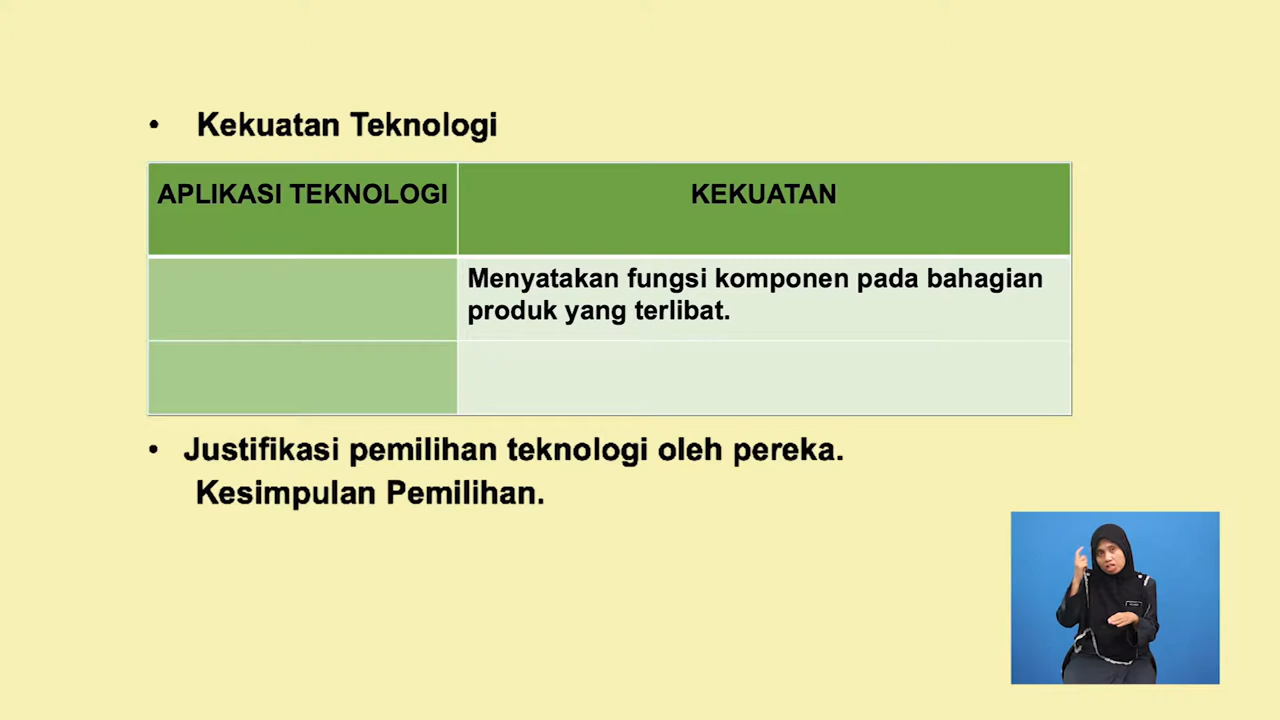 • Kekuatan Teknologi
APLIKASI TEKNOLOGI
KEKUATAN
Menyatakan fungsi komponen pada bahagian
produk yang terlibat.
• Justifikasi pemilihan teknologi oleh pereka.
Kesimpulan Pemilihan.